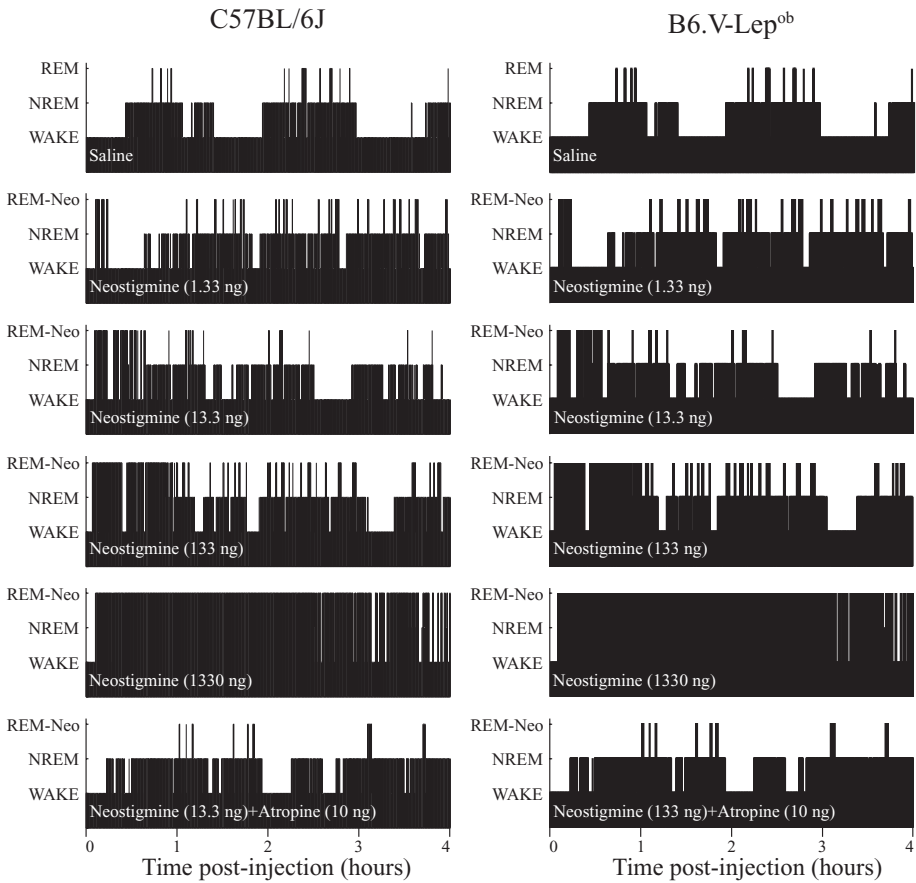 C57BL/6J
REM
NREM
WAKE
Saline
REM-Neo
NREM
WAKE
Neostigmine (1.33 ng)
REM-Neo
NREM
WAKE
Neostigmine (13.3 ng)
REM-Neo
NREM
WAKE
Neostigmine (133 ng)
REM-Neo
NREM
WAKE
Neostigmine (1330 ng)
REM-Neo
NREM
WAKE
Neostigmine (13.3 ng)+Atropine (10 ng)
0 1 2 3 4
Time post-injection (hours)
B6.V-Lepᵒᵇ
REM
NREM
WAKE
Saline
REM-Neo
NREM
WAKE
Neostigmine (1.33 ng)
REM-Neo
NREM
WAKE
Neostigmine (13.3 ng)
REM-Neo
NREM
WAKE
Neostigmine (133 ng)
REM-Neo
NREM
WAKE
Neostigmine (1330 ng)
REM-Neo
NREM
WAKE
Neostigmine (133 ng)+Atropine (10 ng)
0 1 2 3 4
Time post-injection (hours)